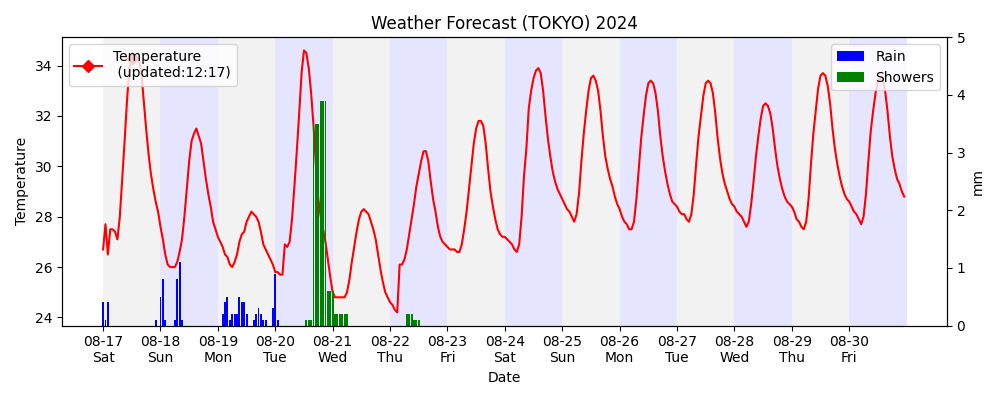 Weather Forecast (TOKYO) 2024
Temperature
(updated:12:17)
Rain
Showers
Temperature
34
32
30
28
26
24
5
4
3
2
1
0
mm
08-17 08-18 08-19 08-20 08-21 08-22 08-23 08-24 08-25 08-26 08-27 08-28 08-29 08-30
Sat Sun Mon Tue Wed Thu Fri Sat Sun Mon Tue Wed Thu Fri
Date